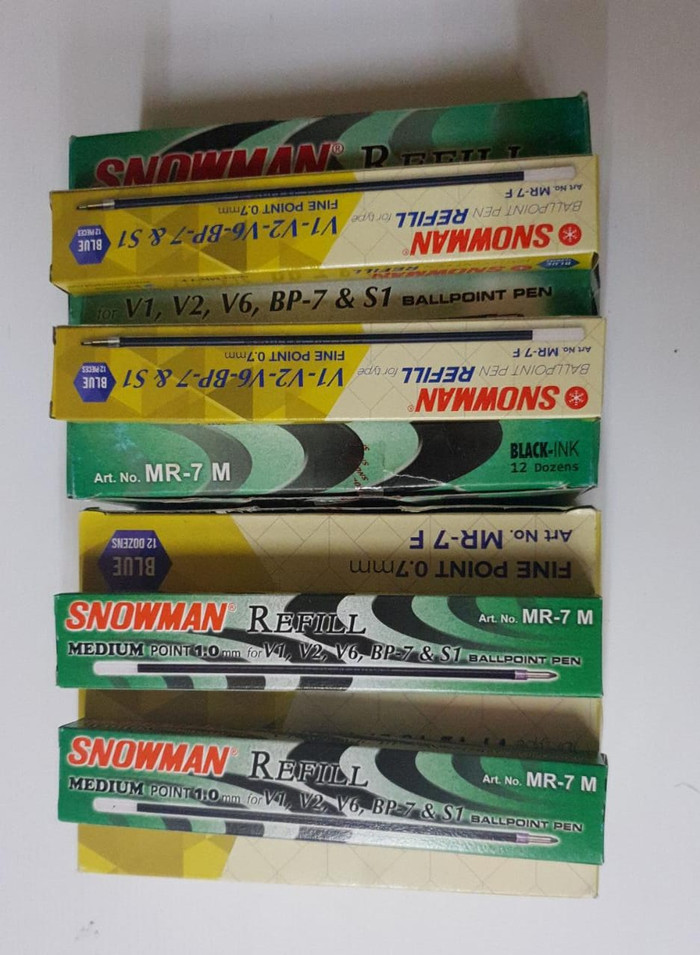 SNOWMAN® REFILL
Art No. MR-7 F
BALLPOINT PEN REFILL for type
SNOWMAN®
V1-V2-V6-BP-7 & S1
FINE POINT 0.7mm
BLUE
12 PIECES
for V1, V2, V6, BP-7 & S1 BALLPOINT PEN
Art No. MR-7 F
BALLPOINT PEN REFILL for type
SNOWMAN
V1-V2-V6-BP-7 & S1
FINE POINT 0.7mm
BLUE
12 PIECES
Art. No. MR-7 M
BLACK-INK
12 Dozens
FINE POINT 0.7mm
Art No. MR-7 F
BLUE
12 DOZENS
SNOWMAN® REFILL Art. No. MR-7 M
MEDIUM POINT 1.0 mm for V1, V2, V6, BP-7 & S1 BALLPOINT PEN
SNOWMAN® REFILL Art. No. MR-7 M
MEDIUM POINT 1.0 mm for V1, V2, V6, BP-7 & S1 BALLPOINT PEN